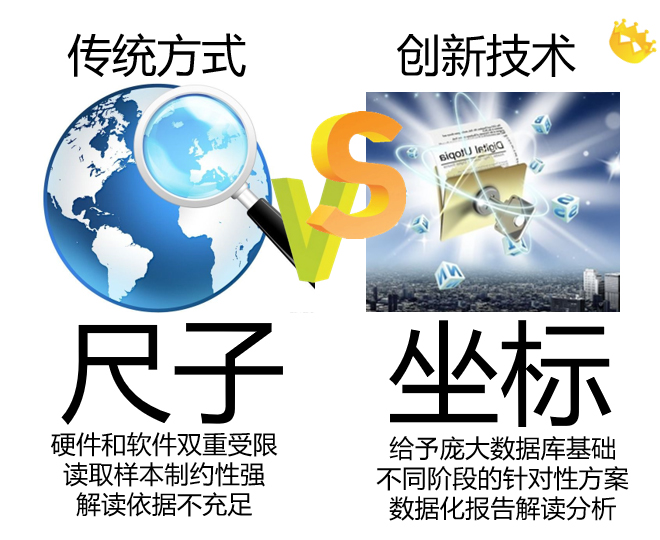 传统方式
创新技术
VS
Digital Utopia
尺子
坐标
硬件和软件双重受限
读取样本制约性强
解读依据不充足
给予庞大数据库基础
不同阶段的针对性方案
数据化报告解读分析